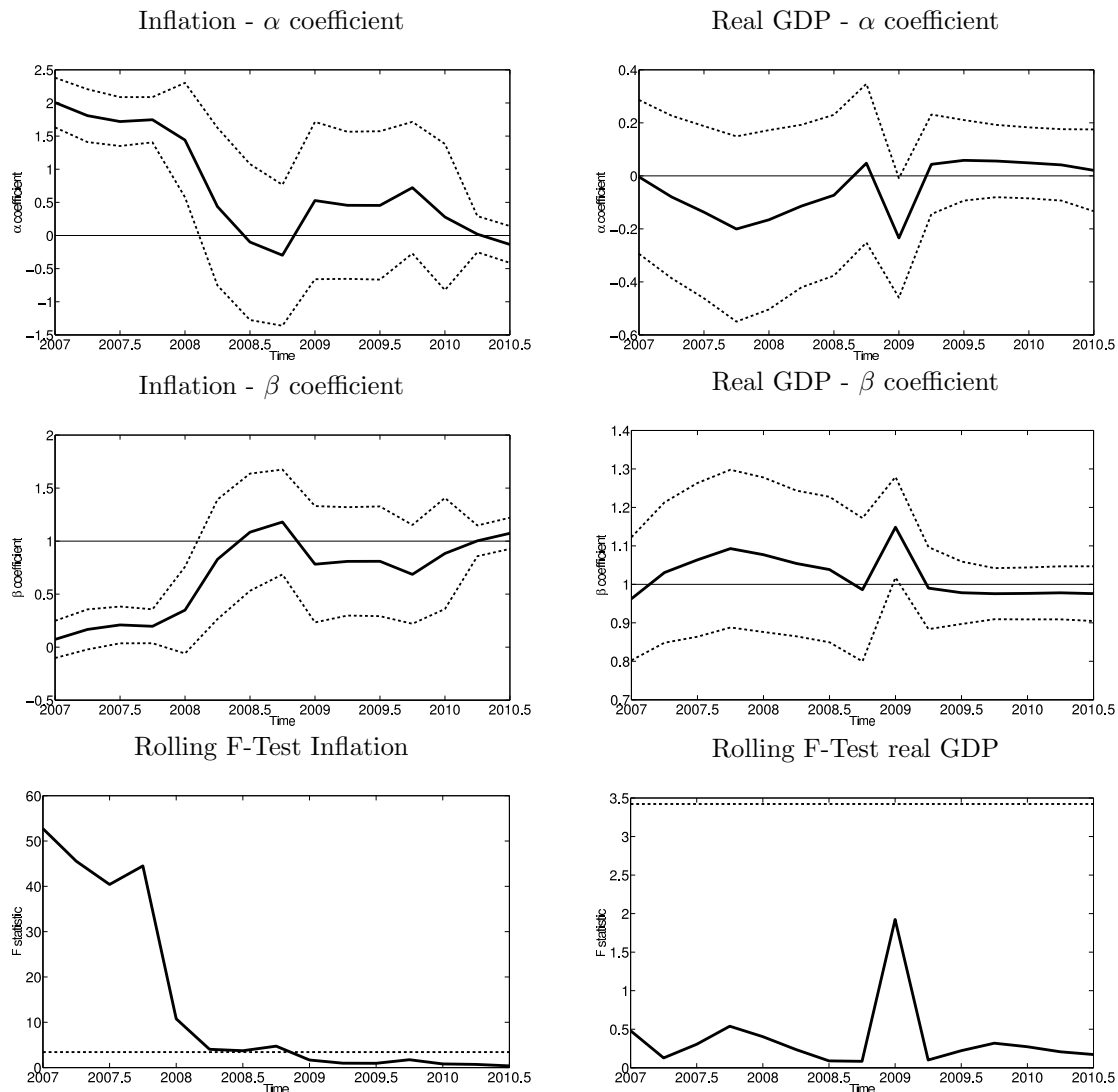 Inflation - α coefficient
2.5
2
1.5
1
0.5
0
−0.5
−1
−1.5
α coefficient
2007 2007.5 2008 2008.5 2009 2009.5 2010 2010.5
Time
Real GDP - α coefficient
0.4
0.2
0
−0.2
−0.4
−0.6
α coefficient
2007 2007.5 2008 2008.5 2009 2009.5 2010 2010.5
Time
Inflation - β coefficient
2
1.5
1
0.5
0
−0.5
β coefficient
2007 2007.5 2008 2008.5 2009 2009.5 2010 2010.5
Time
Real GDP - β coefficient
1.4
1.3
1.2
1.1
1
0.9
0.8
0.7
β coefficient
2007 2007.5 2008 2008.5 2009 2009.5 2010 2010.5
Time
Rolling F-Test Inflation
60
50
40
30
20
10
0
F statistic
2007 2007.5 2008 2008.5 2009 2009.5 2010 2010.5
Time
Rolling F-Test real GDP
3.5
3
2.5
2
1.5
1
0.5
0
F statistic
2007 2007.5 2008 2008.5 2009 2009.5 2010 2010.5
Time